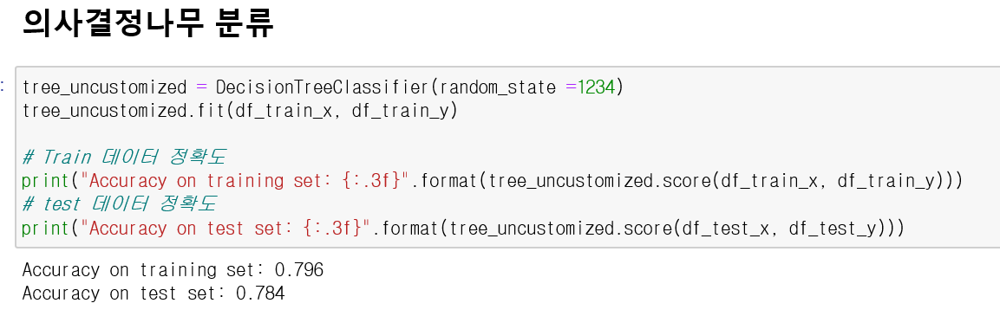 의사결정나무 분류
:
tree_uncustomized = DecisionTreeClassifier(random_state =1234)
tree_uncustomized.fit(df_train_x, df_train_y)
# Train 데이터 정확도
print("Accuracy on training set: {:.3f}".format(tree_uncustomized.score(df_train_x, df_train_y)))
# test 데이터 정확도
print("Accuracy on test set: {:.3f}".format(tree_uncustomized.score(df_test_x, df_test_y)))
Accuracy on training set: 0.796
Accuracy on test set: 0.784